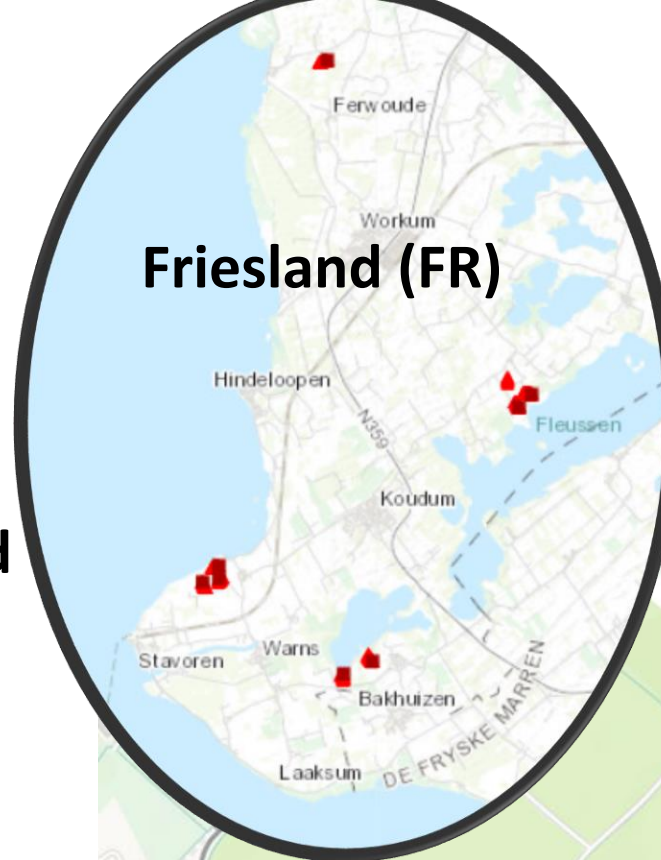 Ferwoude
Workum
Friesland (FR)
Hindeloopen
N359
Fleussen
Koudum
d
Warns
Stavoren
Bakhuizen
DE FRYSKE MARREN
Laaksum